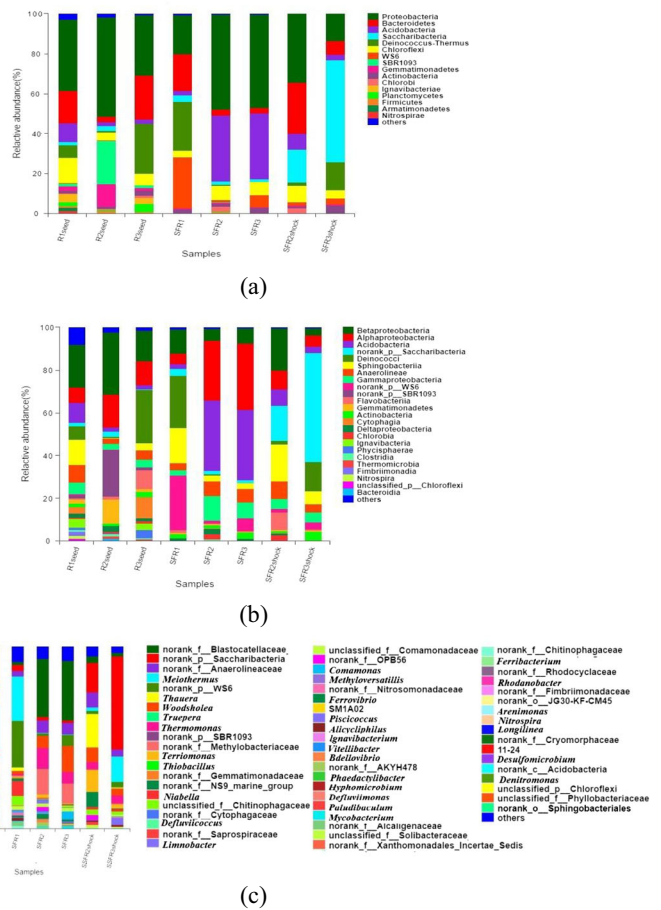 Proteobacteria
Bacteroidetes
Acidobacteria
Saccharibacteria
Deinococcus-Thermus
Chloroflexi
WS6
SBR1093
Gemmatimonadetes
Actinobacteria
Chlorobi
Ignavibacteriae
Planctomycetes
Firmicutes
Armatimonadetes
Nitrospirae
others
Relactive abundance(%)
100
80
60
40
20
0
R1seed
R2seed
R3seed
SFR1
SFR2
SFR3
SFR2shock
SFR3shock
Samples
(a)
Betaproteobacteria
Alphaproteobacteria
Acidobacteria
norank_p__Saccharibacteria
Deinococci
Sphingobacteriia
Anaerolineae
Gammaproteobacteria
norank_p__WS6
norank_p__SBR1093
Flavobacteriia
Gemmatimonadetes
Actinobacteria
Cytophagia
Deltaproteobacteria
Chlorobia
Ignavibacteria
Phycisphaerae
Clostridia
Thermomicrobia
Fimbriimonadia
Nitrospira
unclassified_p__Chloroflexi
Bacteroidia
others
Relactive abundance(%)
100
80
60
40
20
0
R1seed
R2seed
R3seed
SFR1
SFR2
SFR3
SFR2shock
SFR3shock
Samples
(b)
SFR1
SFR2
SFR3
SSFR2shock
SSFR3shock
Samples
norank_f__Blastocatellaceae
norank_p__Saccharibacteria
norank_f__Anaerolineaceae
Meiothermus
norank_p__WS6
Thauera
Woodsholea
Truepera
Thermomonas
norank_p__SBR1093
norank_f__Methylobacteriaceae
Terriomonas
Thiobacillus
norank_f__Gemmatimonadaceae
norank_f__NS9_marine_group
Niabella
unclassified_f__Chitinophagaceae
norank_f__Cytophagaceae
Defluviicoccus
norank_f__Saprospiraceae
Limnobacter
unclassified_f__Comamonadaceae
norank_f__OPB56
Comamonas
Methyloversatilis
norank_f__Nitrosomonadaceae
Ferrovibrio
SM1A02
Ignavibacterium
Piscicoccus
Alicycliphilus
Vitellibacter
Bdellovibrio
norank_f__AKYH478
Phaedactylibacter
Hyphomicrobium
Defluviimonas
Paludibaculum
Mycobacterium
norank_f__Alcaligenaceae
unclassified_f__Solibacteraceae
norank_f__Xanthomonadales_Incertae_Sedis
norank_f__Chitinophagaceae
Ferribacterium
norank_f__Rhodocyclaceae
Rhodanobacter
norank_f__Fimbriimonadaceae
norank_o__JG30-KF-CM45
Arenimonas
Nitrospira
Longilinea
norank_f__Cryomorphaceae
11-24
Desulfomicrobium
norank_c__Acidobacteria
Denitromonas
unclassified_p__Chloroflexi
unclassified_f__Phyllobacteriaceae
norank_o__Sphingobacteriales
others
(c)